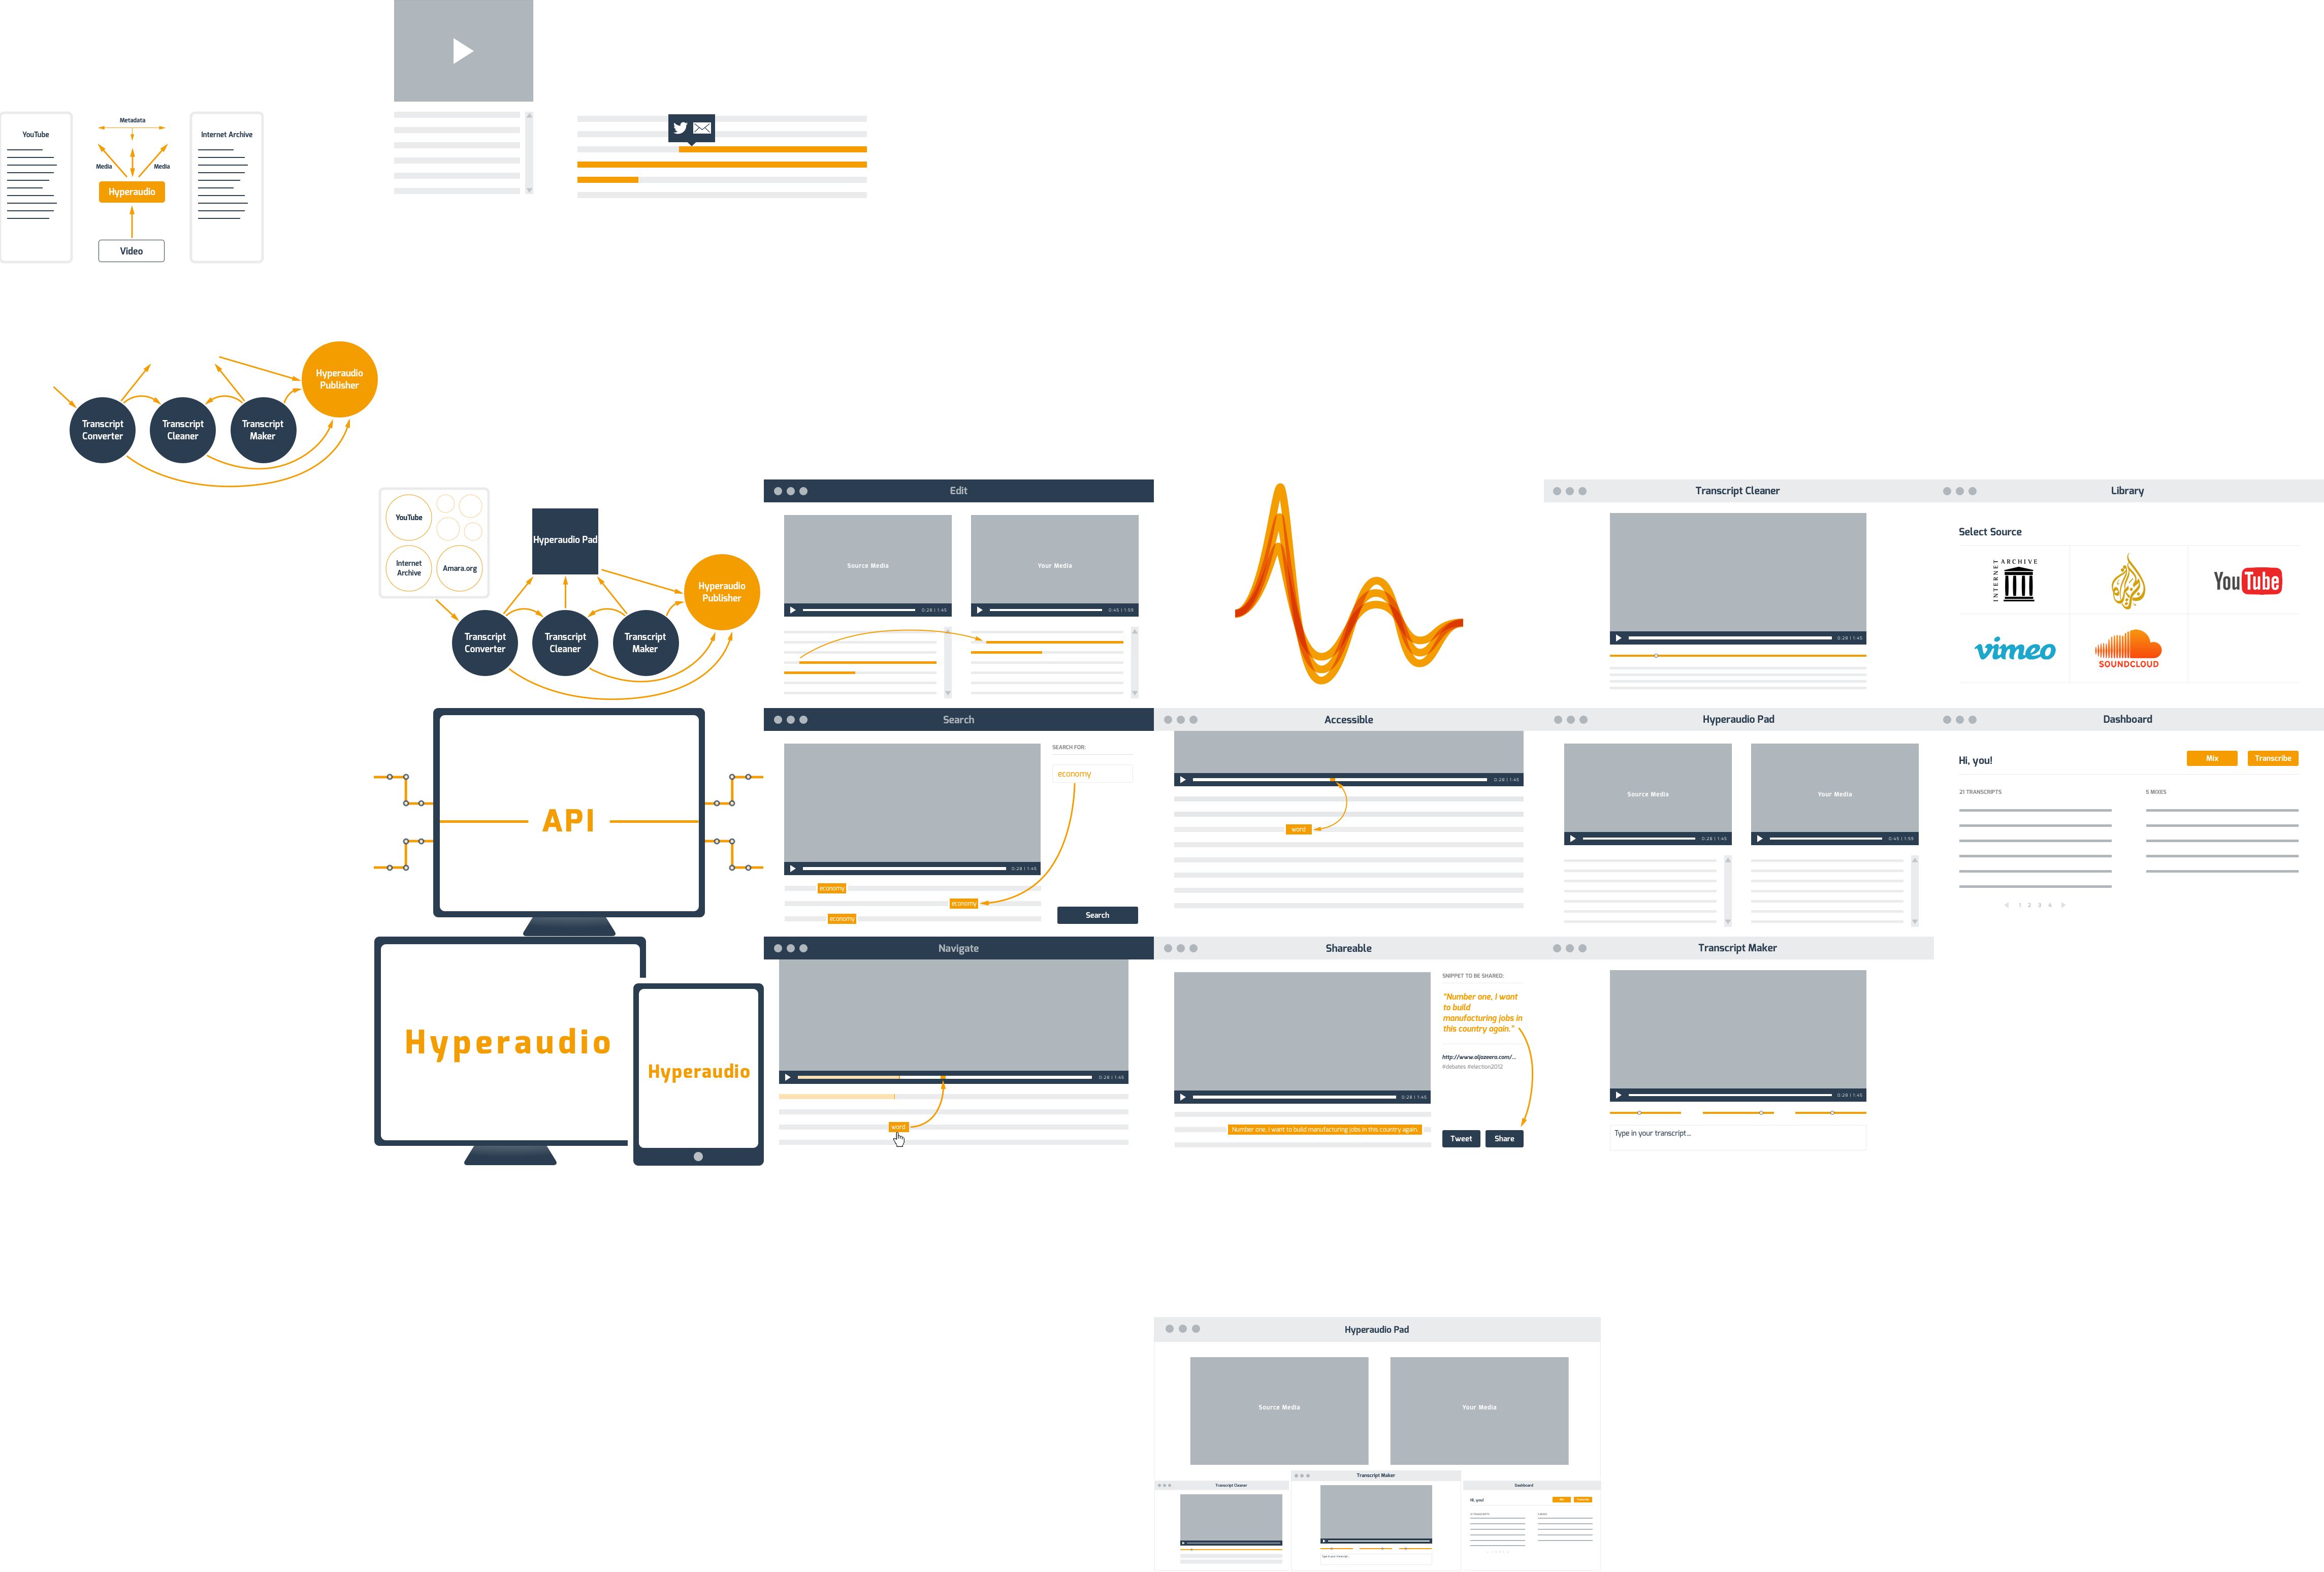 YouTube
Metadata
Media
Media
Hyperaudio
Video
Internet Archive
Hyperaudio
Publisher
Transcript
Converter
Transcript
Cleaner
Transcript
Maker
YouTube
Internet
Archive
Amara.org
Hyperaudio Pad
Hyperaudio
Publisher
Transcript
Converter
Transcript
Cleaner
Transcript
Maker
Edit
Source Media
Your Media
0:28 | 1:45
0:45 | 1:59
Transcript Cleaner
0:28 | 1:45
Library
Select Source
INTERNET ARCHIVE
YouTube
vimeo
SOUNDCLOUD
API
Search
SEARCH FOR:
economy
0:28 | 1:45
economy
economy
economy
Search
Accessible
0:28 | 1:45
word
Hyperaudio Pad
Source Media
Your Media
0:28 | 1:45
0:45 | 1:59
Dashboard
Hi, you!
Mix
Transcribe
21 TRANSCRIPTS
5 MIXES
1 2 3 4
Hyperaudio
Hyperaudio
Navigate
0:28 | 1:45
word
Shareable
SNIPPET TO BE SHARED:
"Number one, I want
to build
manufacturing jobs in
this country again."
http://www.aljazeera.com/...
#debates #election2012
0:28 | 1:45
Number one, I want to build manufacturing jobs in this counrery again.
Tweet
Share
Transcript Maker
0:28 | 1:45
Type in your transcript...
Hyperaudio Pad
Source Media
Your Media
Transcript Cleaner
Transcript Maker
Type in your transcript...
Dashboard
Hi, you!
Mix
Transcribe